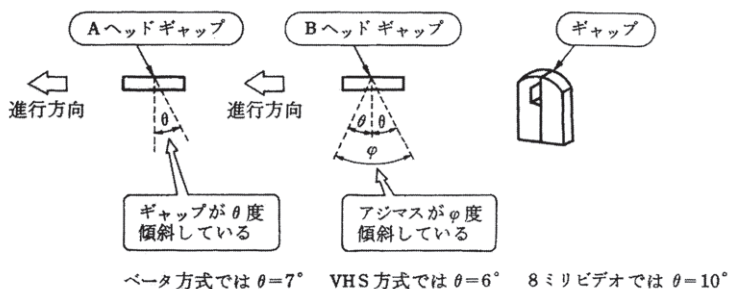 Aヘッドギャップ
Bヘッドギャップ
ギャップ
進行方向
進行方向
θ
θ θ
φ
ギャップがθ度
傾斜している
アジマスがφ度
傾斜している
ベータ方式ではθ=7° VHS方式ではθ=6° 8ミリビデオではθ=10°